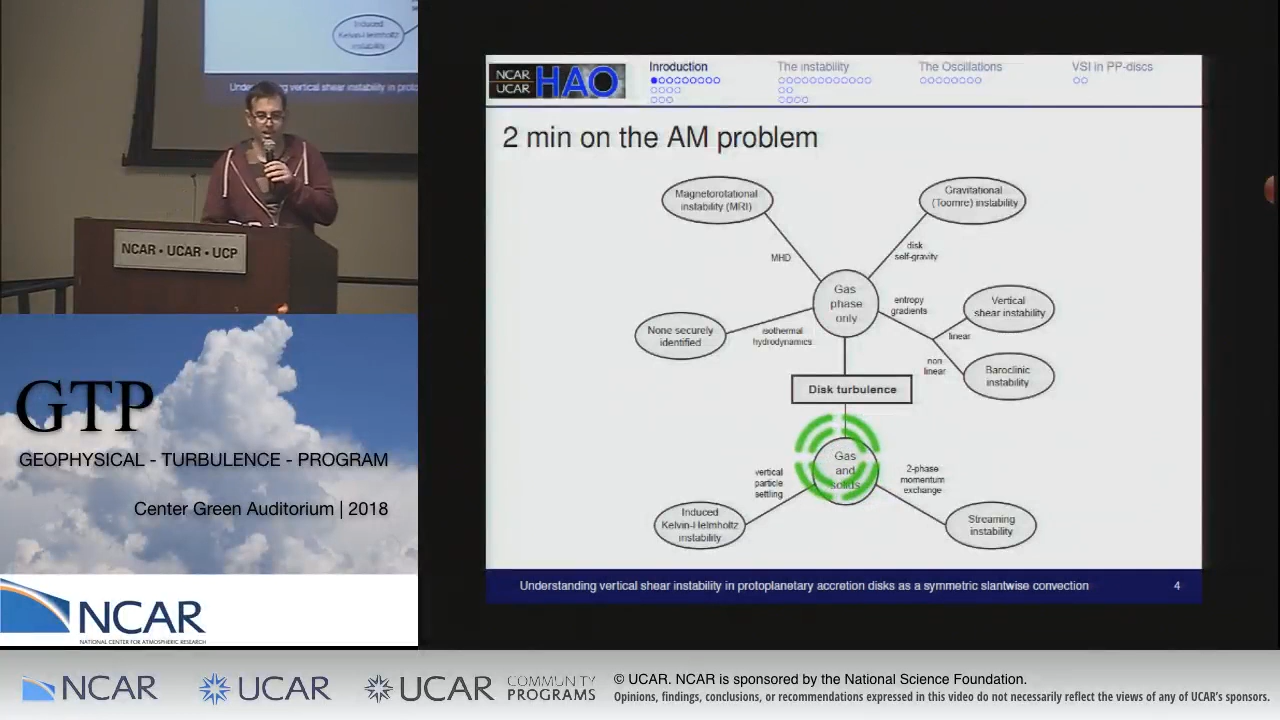 Induced
Kelvin-Helmholtz
instability
NCAR • UCAR • UCP
GTP
GEOPHYSICAL - TURBULENCE - PROGRAM
Center Green Auditorium | 2018
NCAR
NATIONAL CENTER FOR ATMOSPHERIC RESEARCH
NCAR
UCAR
HAO
Inroduction
The instability
The Oscillations
VSI in PP-discs
2 min on the AM problem
Magnetorotational
instability (MRI)
Gravitational
(Toomre) instability
MHD
disk
self-gravity
Gas
phase
only
entropy
gradients
Vertical
shear instability
None securely
identified
isothermal
hydrodynamics
linear
non
linear
Baroclinic
instability
Disk turbulence
Gas
and
solids
vertical
particle
settling
2-phase
momentum
exchange
Induced
Kelvin-Helmholtz
instability
Streaming
instability
Understanding vertical shear instability in protoplanetary accretion disks as a symmetric slantwise convection
4
NCAR
UCAR
UCAR
COMMUNITY
PROGRAMS
© UCAR. NCAR is sponsored by the National Science Foundation.
Opinions, findings, conclusions, or recommendations expressed in this video do not necessarily reflect the views of any of UCAR's sponsors.